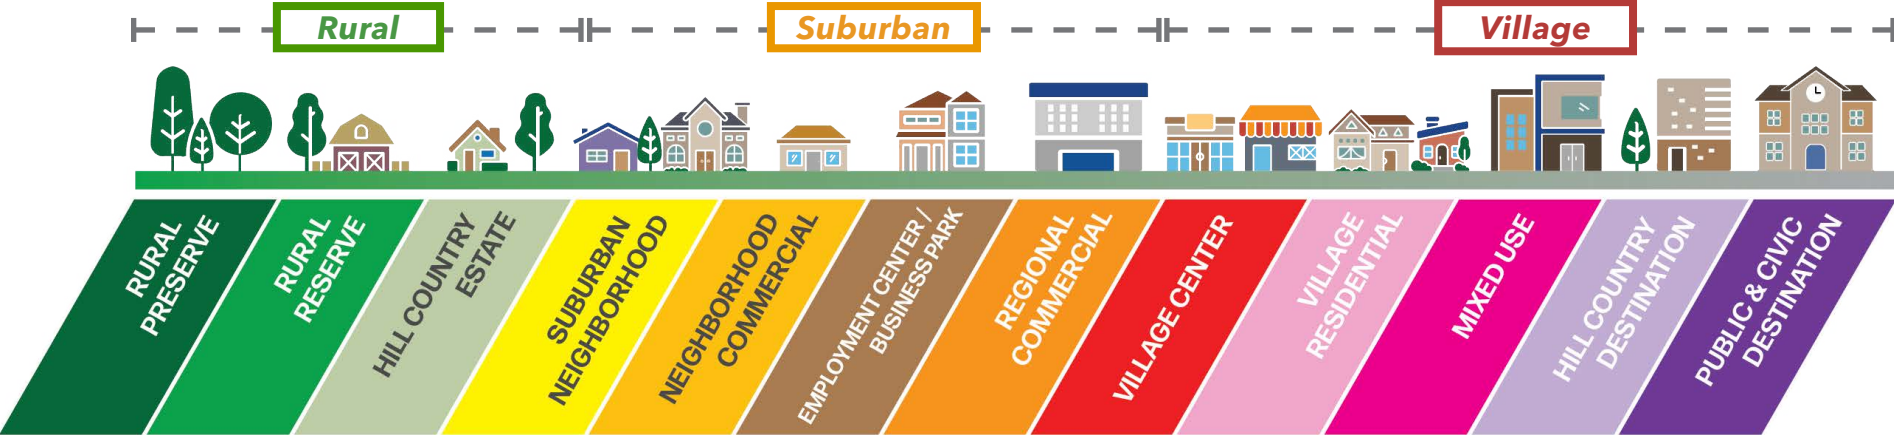 Rural
Suburban
Village
RURAL
PRESERVE
RURAL
RESERVE
HILL COUNTRY
ESTATE
SUBURBAN
NEIGHBORHOOD
NEIGHBORHOOD
COMMERCIAL
EMPLOYMENT CENTER /
BUSINESS PARK
REGIONAL
COMMERCIAL
VILLAGE CENTER
VILLAGE
RESIDENTIAL
MIXED USE
HILL COUNTRY
DESTINATION
PUBLIC & CIVIC
DESTINATION